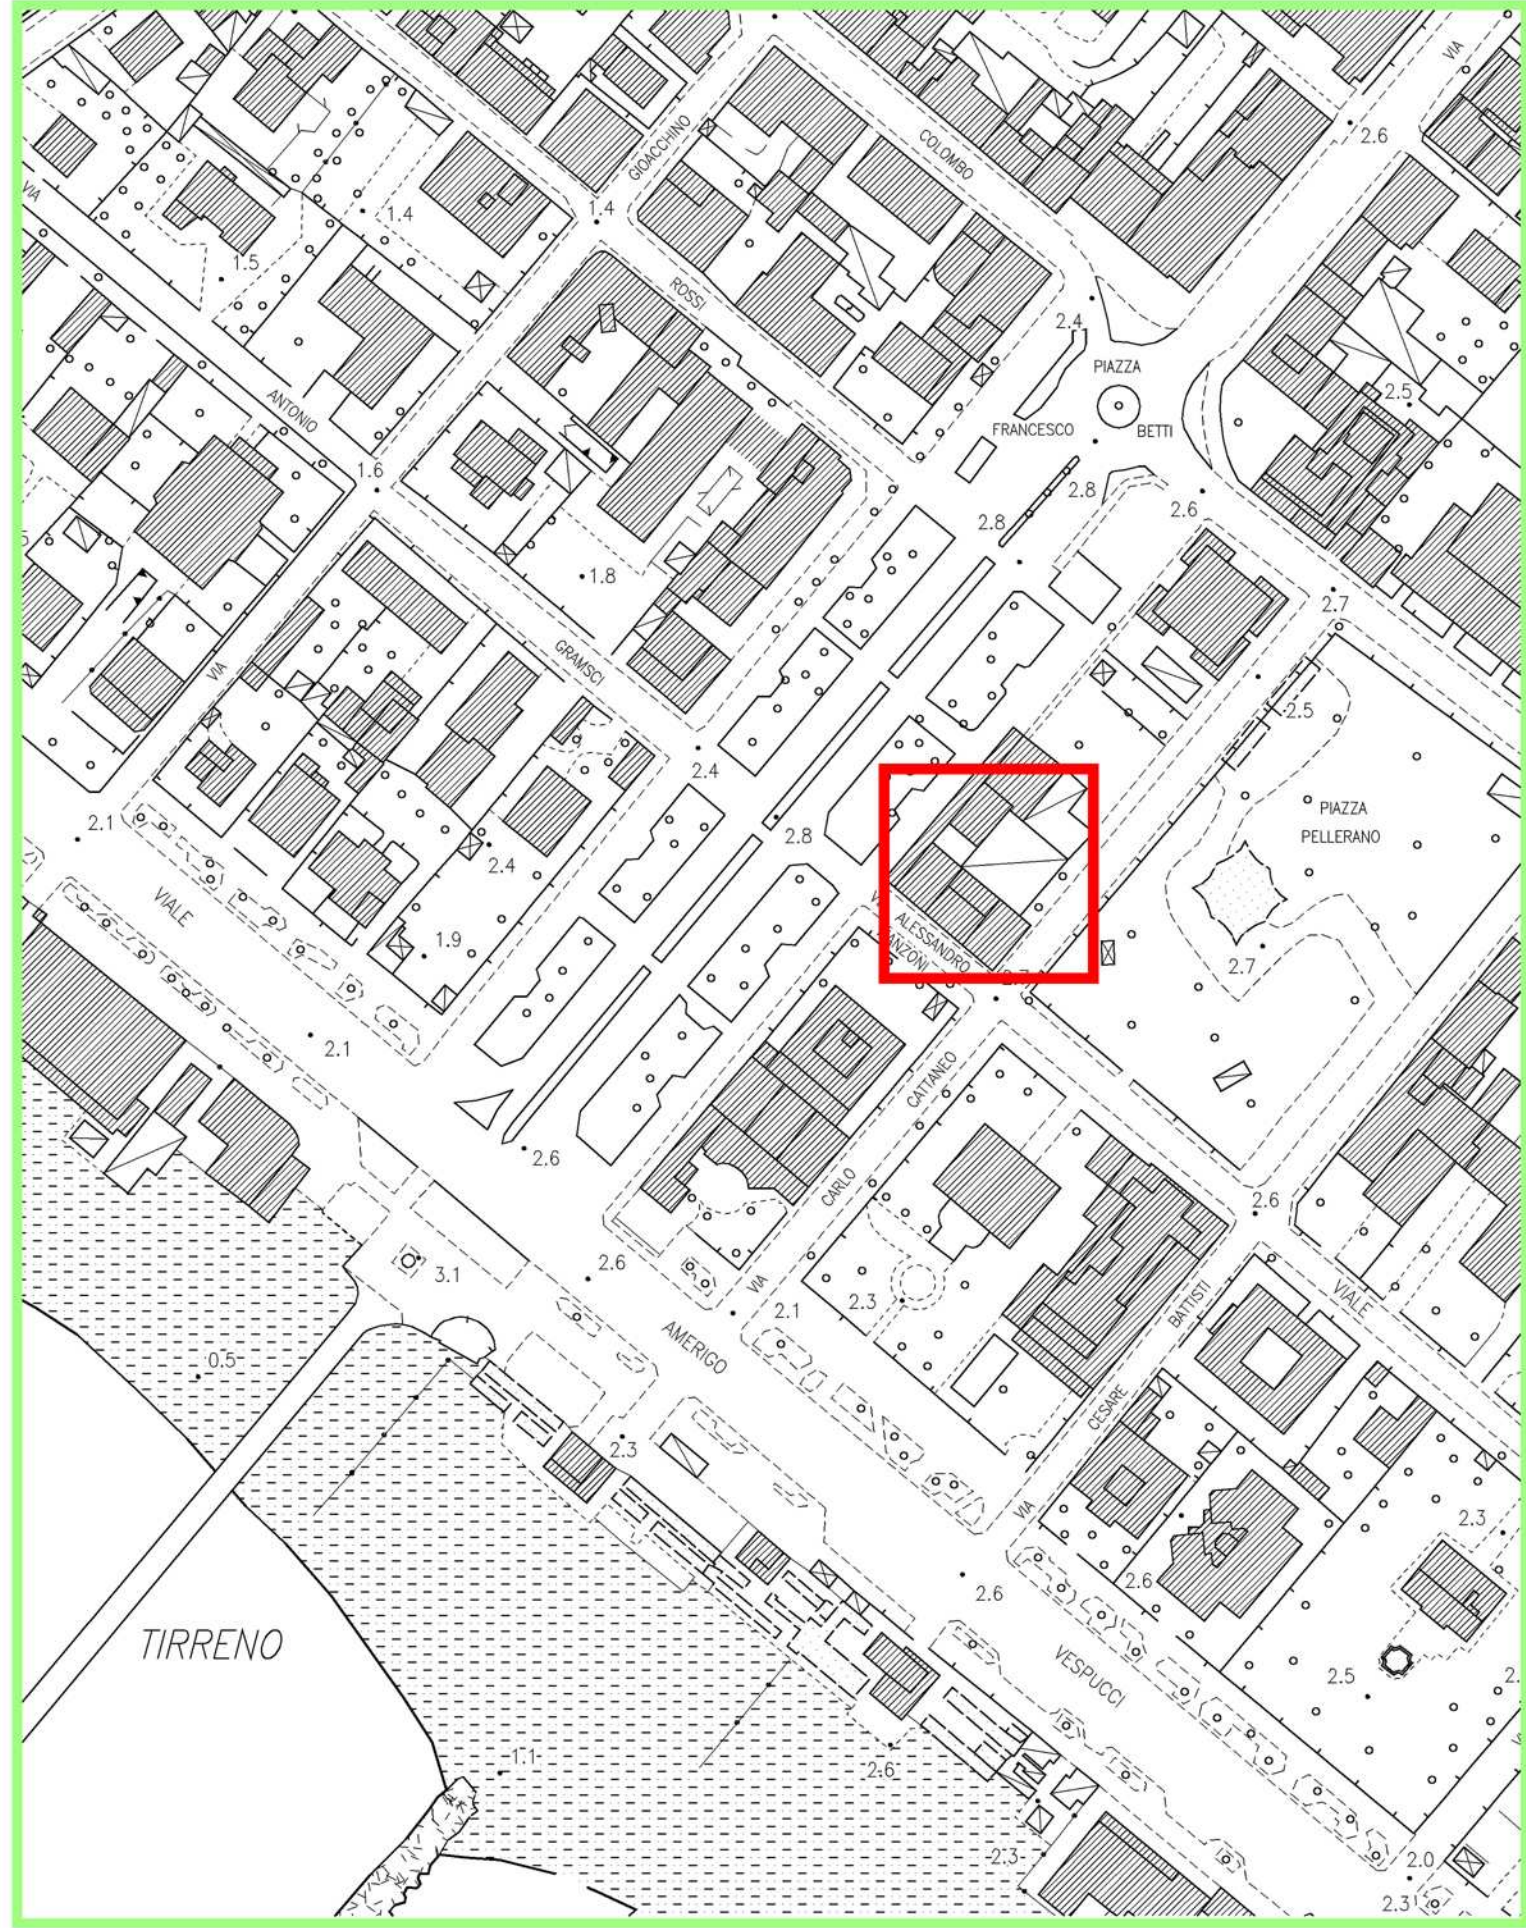 VIA
2.6
COLOMBO
GIOACCHINO
VIA
1.4
1.4
1.5
ROSSI
2.4
PIAZZA
FRANCESCO
BETTI
2.5
ANTONIO
1.6
2.8
2.8
2.6
1.8
2.7
GRAMSCI
VIA
2.5
2.4
PIAZZA
PELLERANO
2.1
2.8
2.4
VIALE
ALESSANDRO
1.9
2.7
2.1
CATTANEO
2.6
CARLO
2.6
2.6
3.1
VIA
2.3
2.1
BATTISTI
VIALE
AMERIGO
0.5
CESARE
2.3
VIA
2.3
2.6
2.6
TIRRENO
VESPUCCI
2.5
1.1
2.6
2.3
2.0
2.3